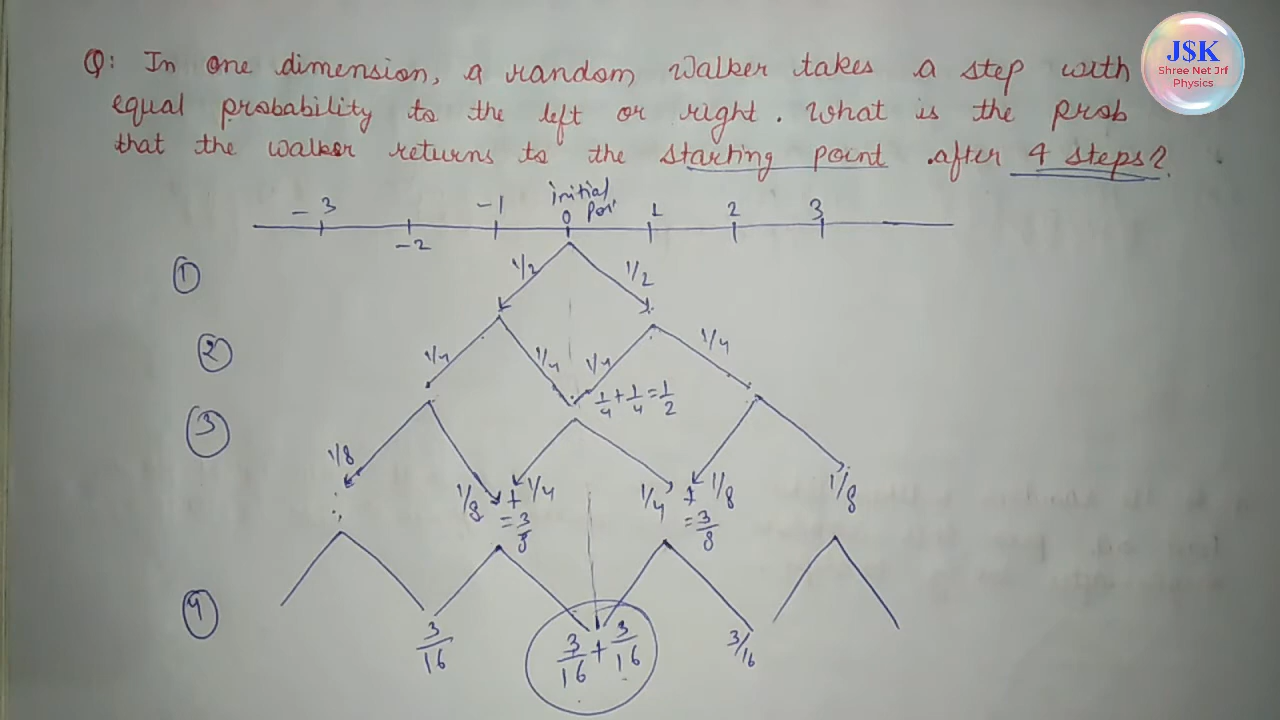 J$K
Shree Net Jrf
Physics
Q: In one dimension, a random Walker takes a step with
equal probability to the left or right. What is the prob
that the walker returns to the starting point after 4 steps?
initial
-3 -1 0 pos' 1 2 3
-2
① 1/2 1/2
② 1/4 1/4 1/4 1/4
1/4 + 1/4 = 1/2
③ 1/8 1/8 + 1/4 1/4 + 1/8 1/8
= 3/8 = 3/8
④
3/16 3/16 + 3/16 3/16